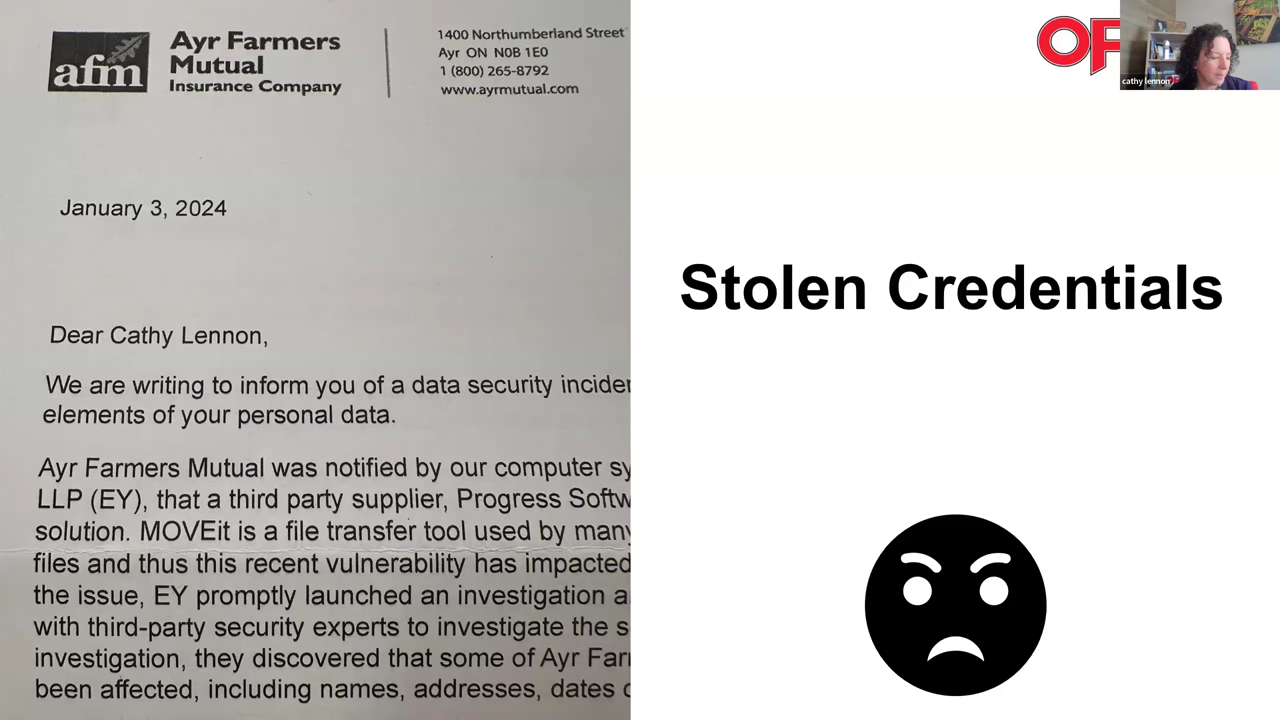 afm
Ayr Farmers
Mutual
Insurance Company
1400 Northumberland Street
Ayr ON N0B 1E0
1 (800) 265-8792
www.ayrmutual.com
January 3, 2024
Dear Cathy Lennon,
We are writing to inform you of a data security
elements of your personal data.
Ayr Farmers Mutual was notified by our computer
LLP (EY), that a third party supplier, Progress
solution. MOVEit is a file transfer tool used by
files and thus this recent vulnerability has impacted
the issue, EY promptly launched an investigation
with third-party security experts to investigate the
investigation, they discovered that some of Ayr
been affected, including names, addresses, dates
OF
cathy lennon
Stolen Credentials